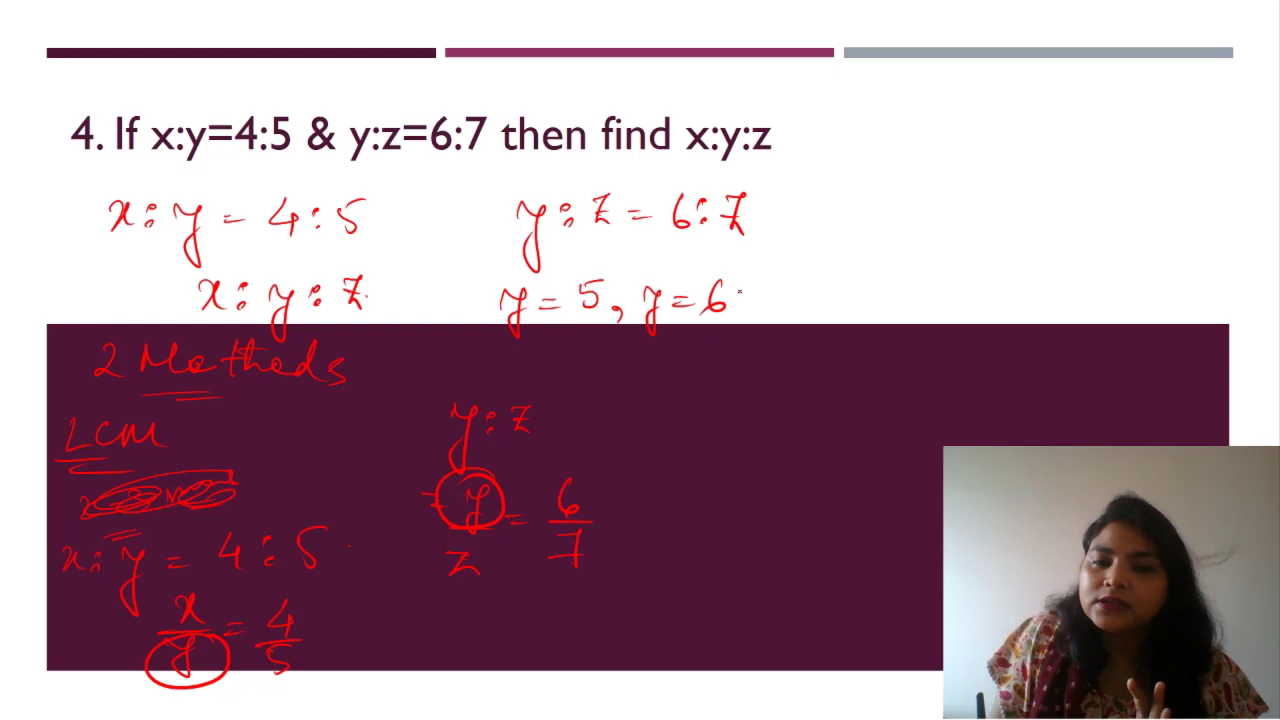 4. If x:y=4:5 & y:z=6:7 then find x:y:z
x : y = 4 : 5
y : z = 6 : 7
x : y : z
y = 5, y = 6
2 Methods
LCM
x : y = 4 : 5
x/y = 4/5
y : z
y/z = 6/7